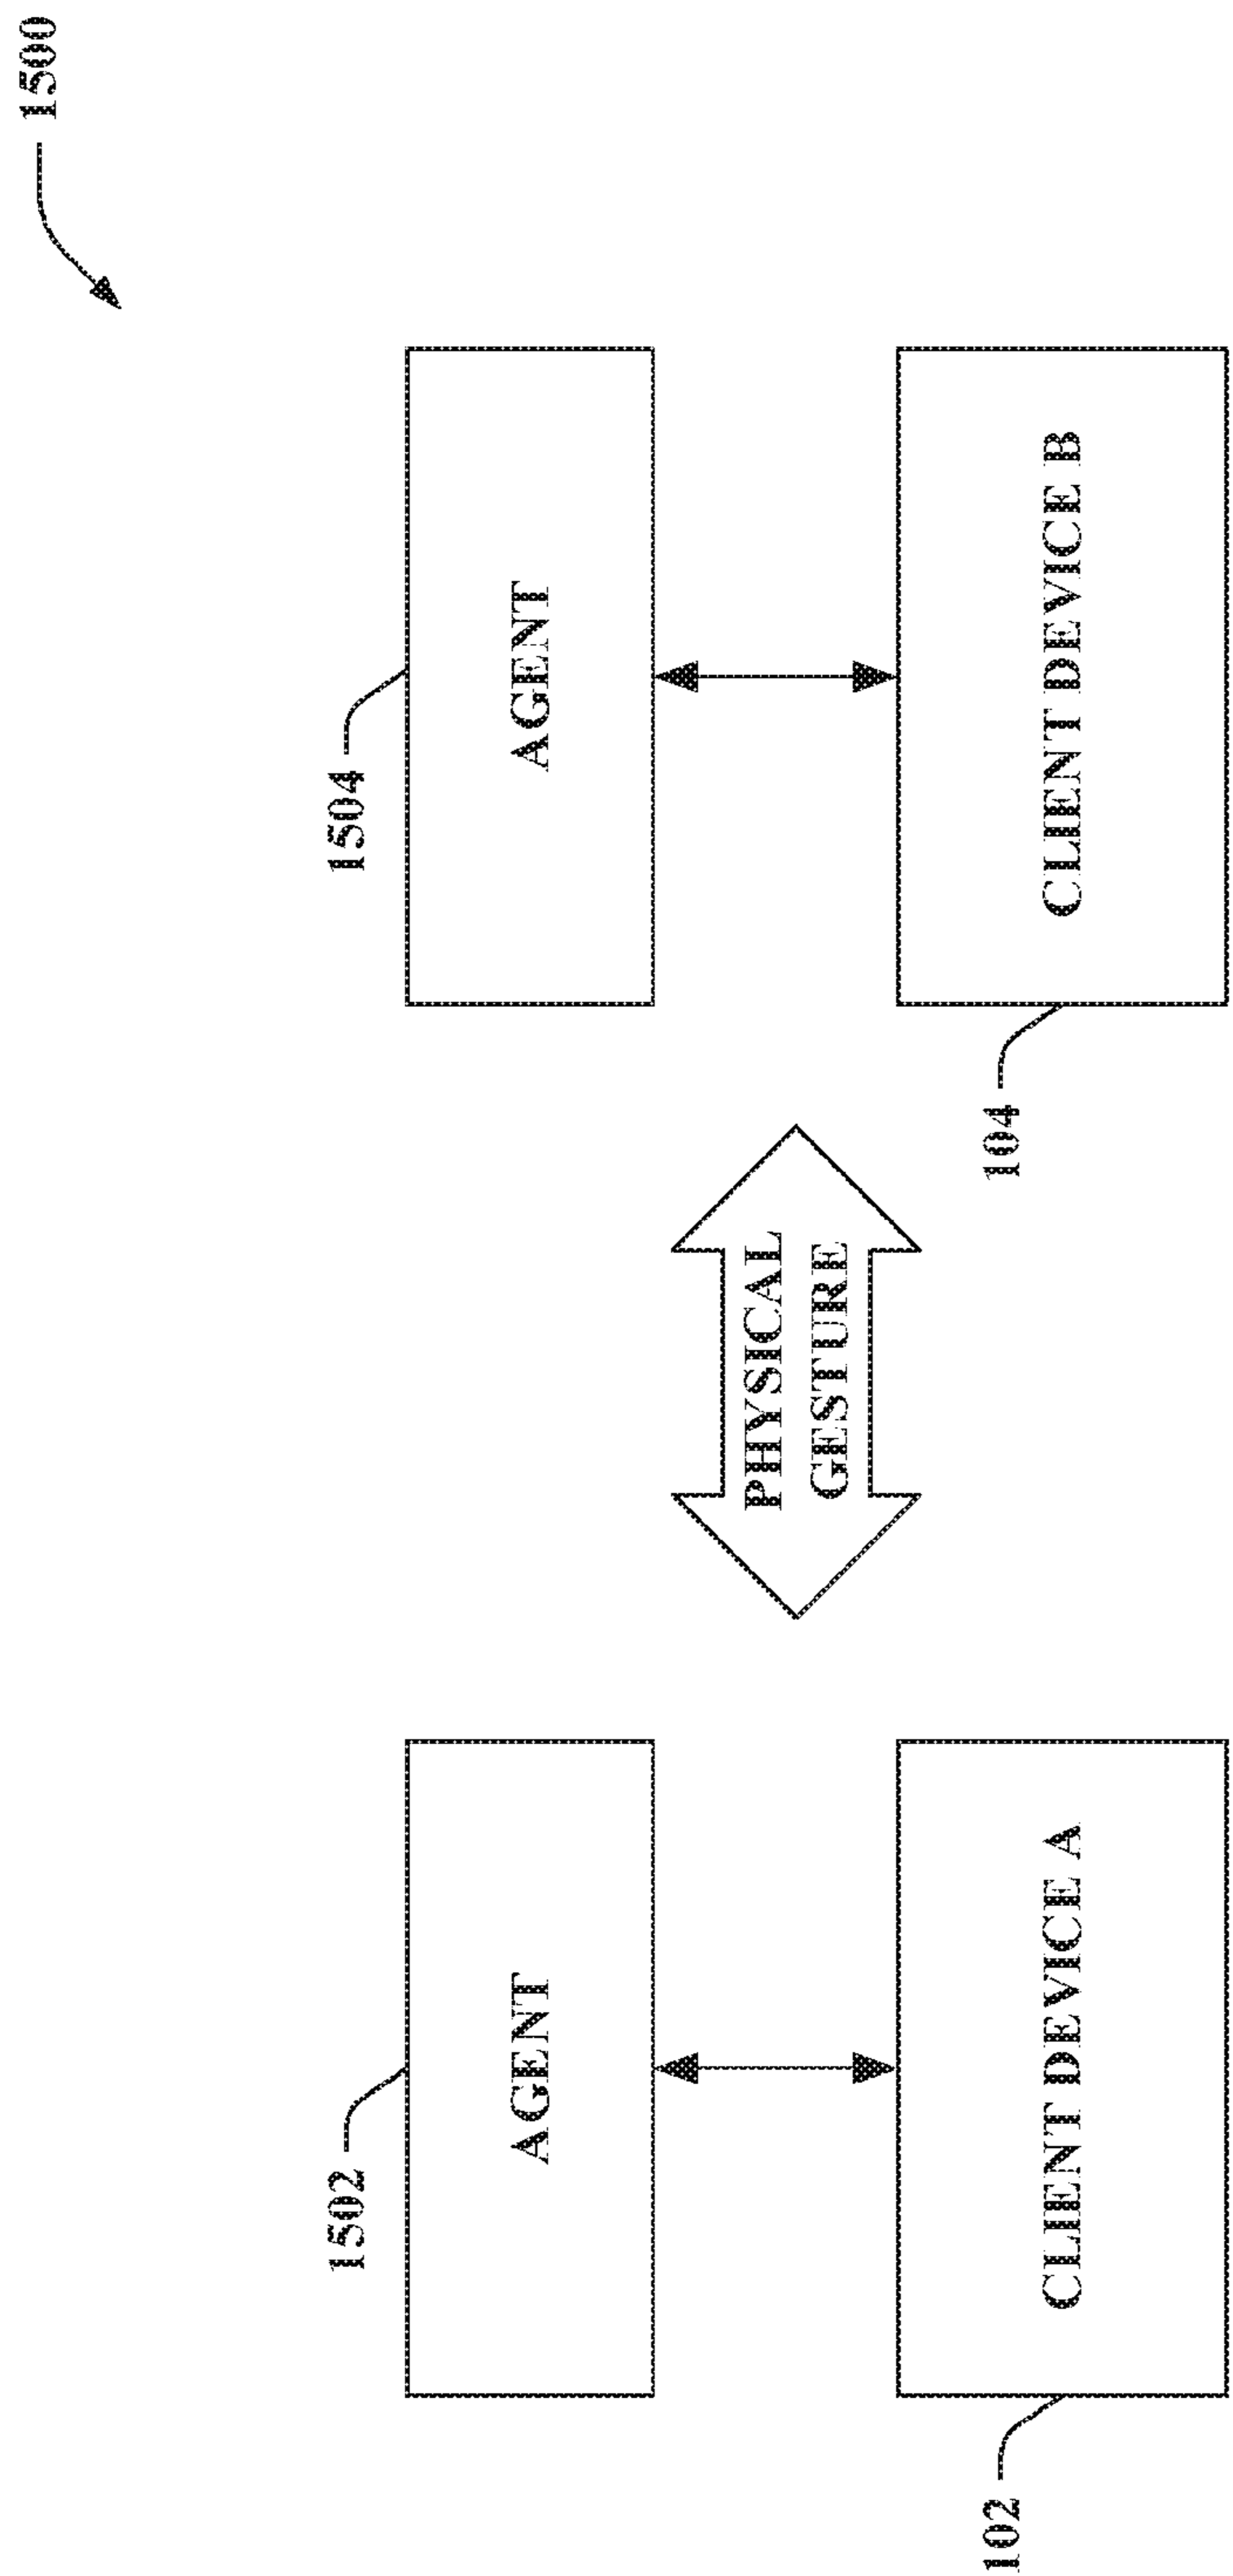 1500
1502
AGENT
1504
AGENT
PHYSICAL
GESTURE
102
CLIENT DEVICE A
104
CLIENT DEVICE B